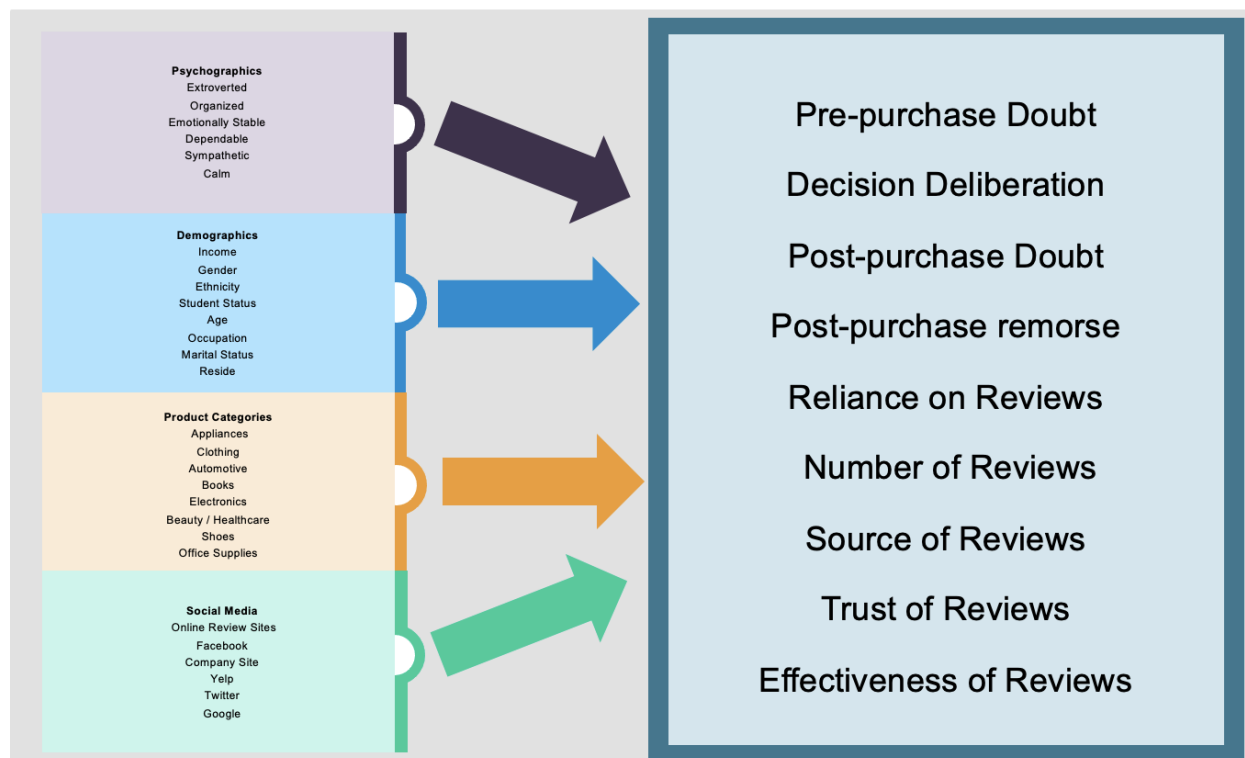 Psychographics
Extroverted
Organized
Emotionally Stable
Dependable
Sympathetic
Calm
Demographics
Income
Gender
Ethnicity
Student Status
Age
Occupation
Marital Status
Reside
Product Categories
Appliances
Clothing
Automotive
Books
Electronics
Beauty / Healthcare
Shoes
Office Supplies
Social Media
Online Review Sites
Facebook
Company Site
Yelp
Twitter
Google
Pre-purchase Doubt
Decision Deliberation
Post-purchase Doubt
Post-purchase remorse
Reliance on Reviews
Number of Reviews
Source of Reviews
Trust of Reviews
Effectiveness of Reviews